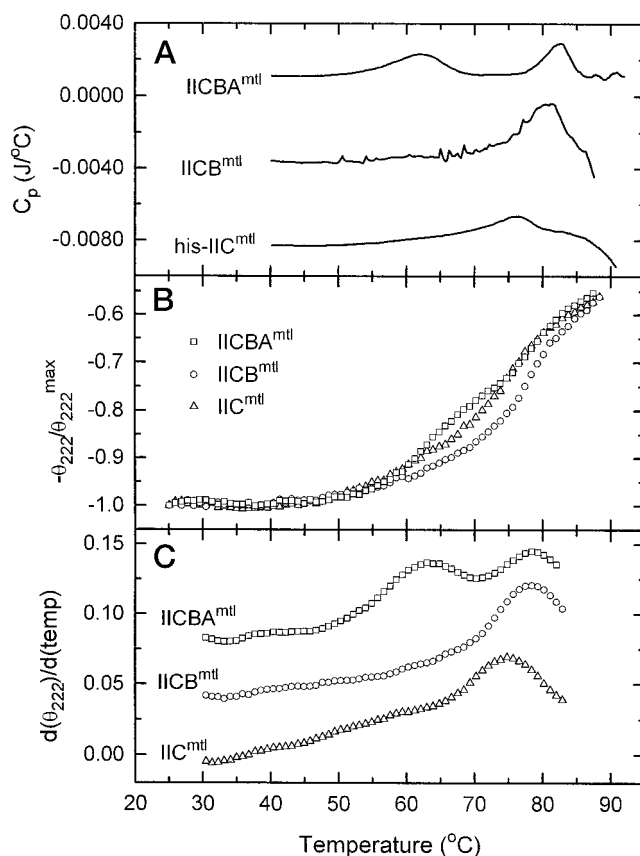 0.0040
A
IICBA^mtl
0.0000
IICB^mtl
-0.0040
C_p (J/°C)
his-IIC^mtl
-0.0080
B
-0.6
IICBA^mtl
-0.7
IICB^mtl
IIC^mtl
-0.8
-θ_222/θ_222^max
-0.9
-1.0
C
0.15
IICBA^mtl
0.10
IICB^mtl
0.05
d(θ_222)/d(temp)
IIC^mtl
0.00
20 30 40 50 60 70 80 90
Temperature (°C)